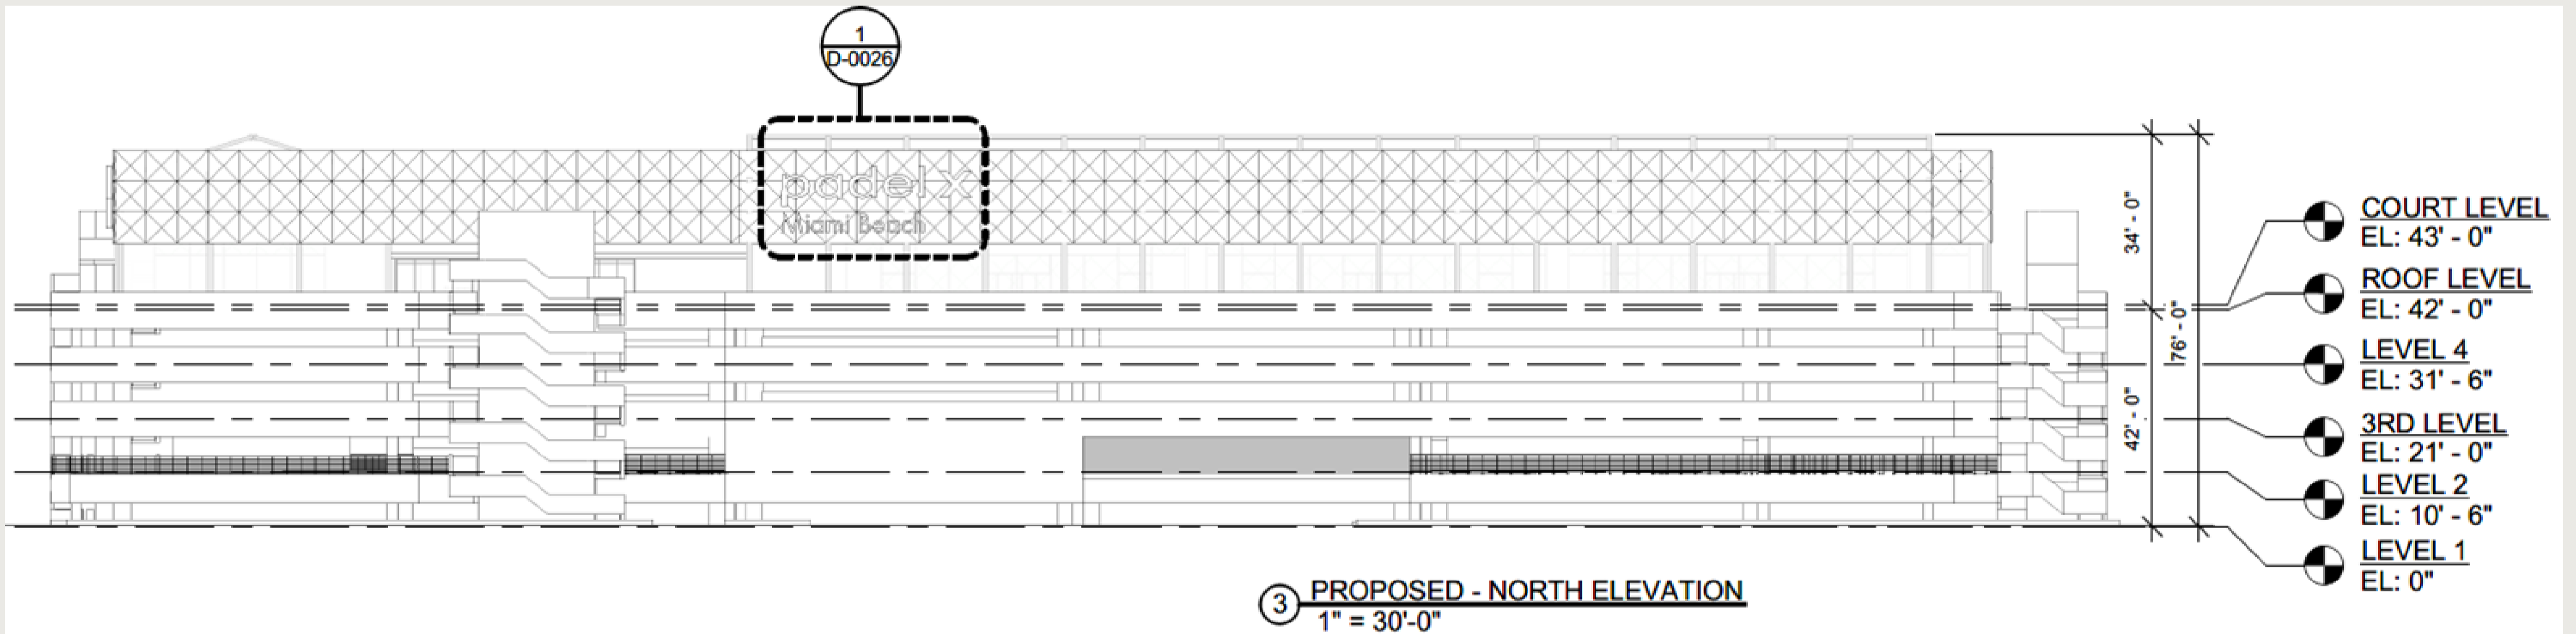 1
D-0026
padel x
Miami Beach
34' - 0"
76' - 0"
42' - 0"
COURT LEVEL
EL: 43' - 0"
ROOF LEVEL
EL: 42' - 0"
LEVEL 4
EL: 31' - 6"
3RD LEVEL
EL: 21' - 0"
LEVEL 2
EL: 10' - 6"
LEVEL 1
EL: 0"
3 PROPOSED - NORTH ELEVATION
1" = 30'-0"